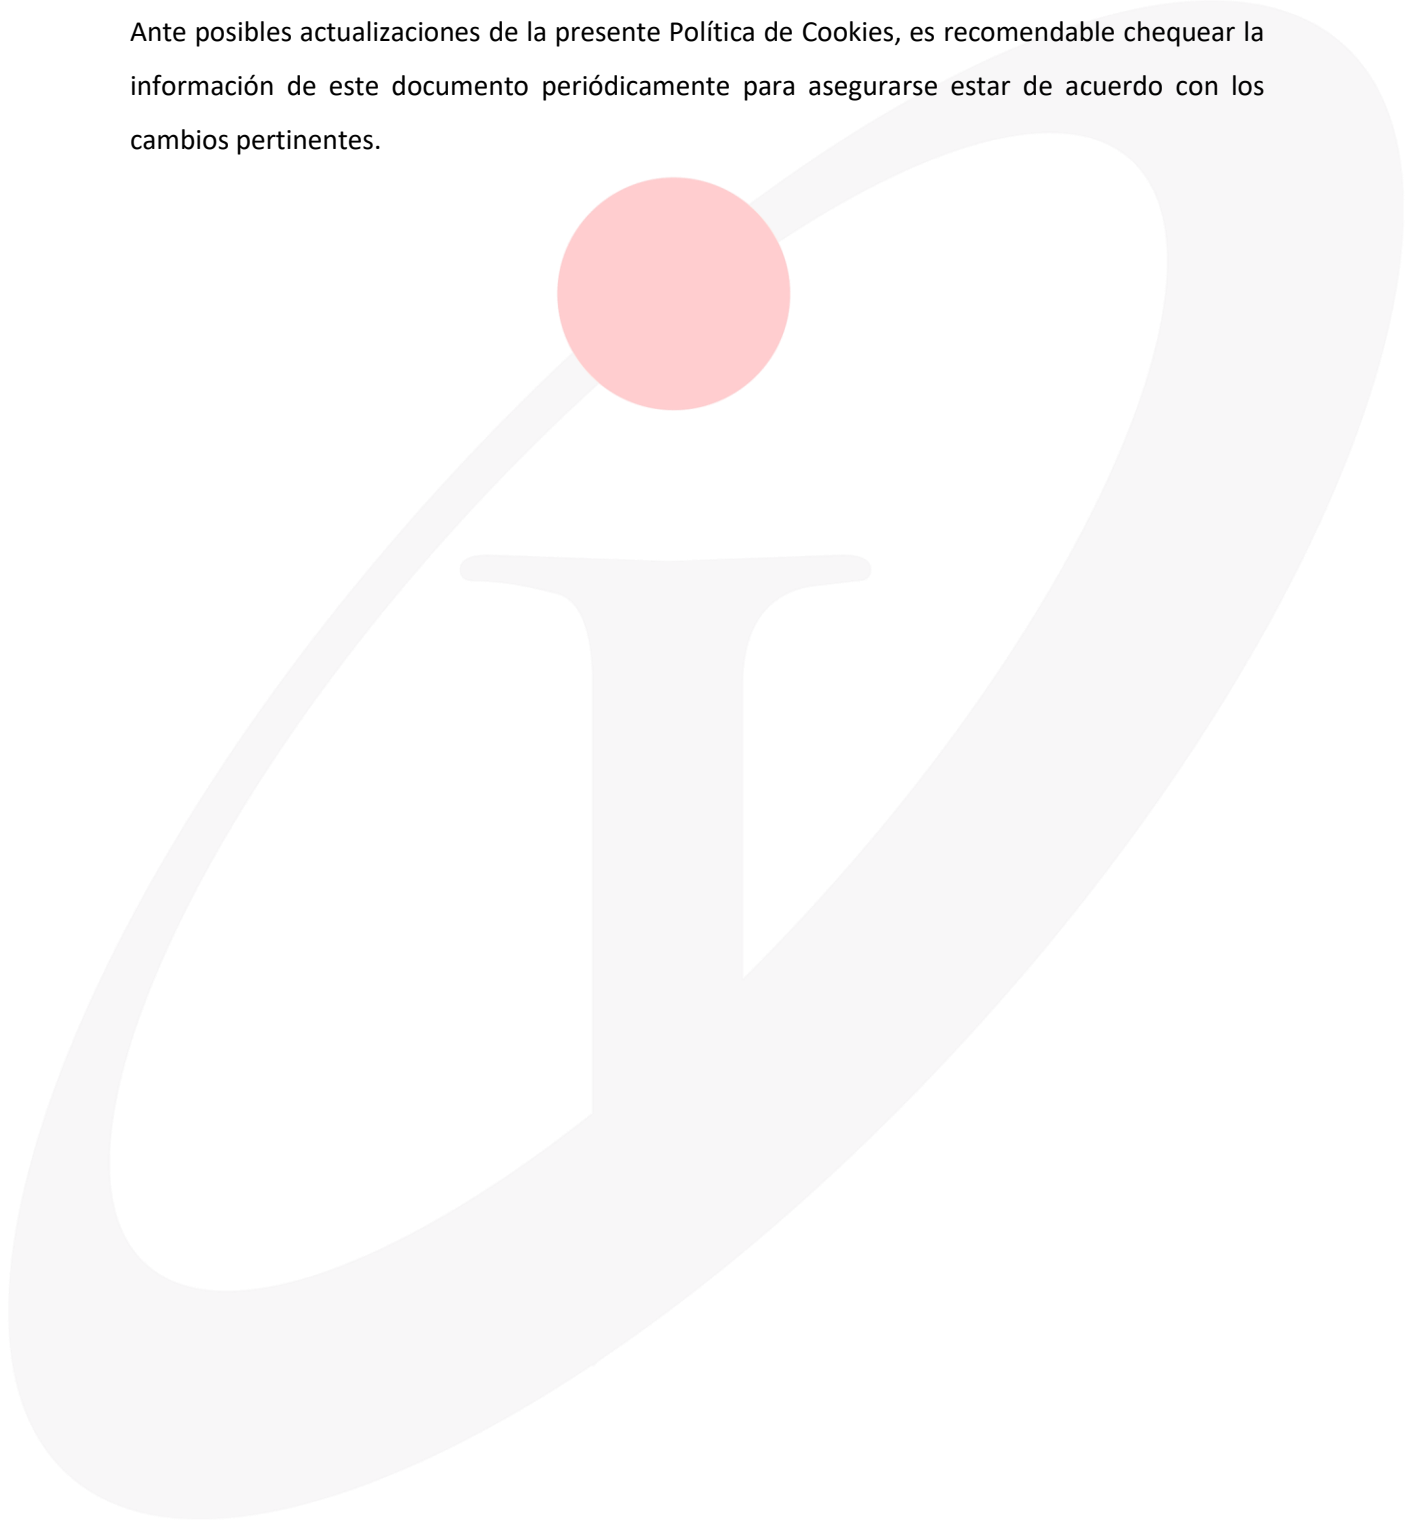 Ante posibles actualizaciones de la presente Política de Cookies, es recomendable chequear la
información de este documento periódicamente para asegurarse estar de acuerdo con los
cambios pertinentes.